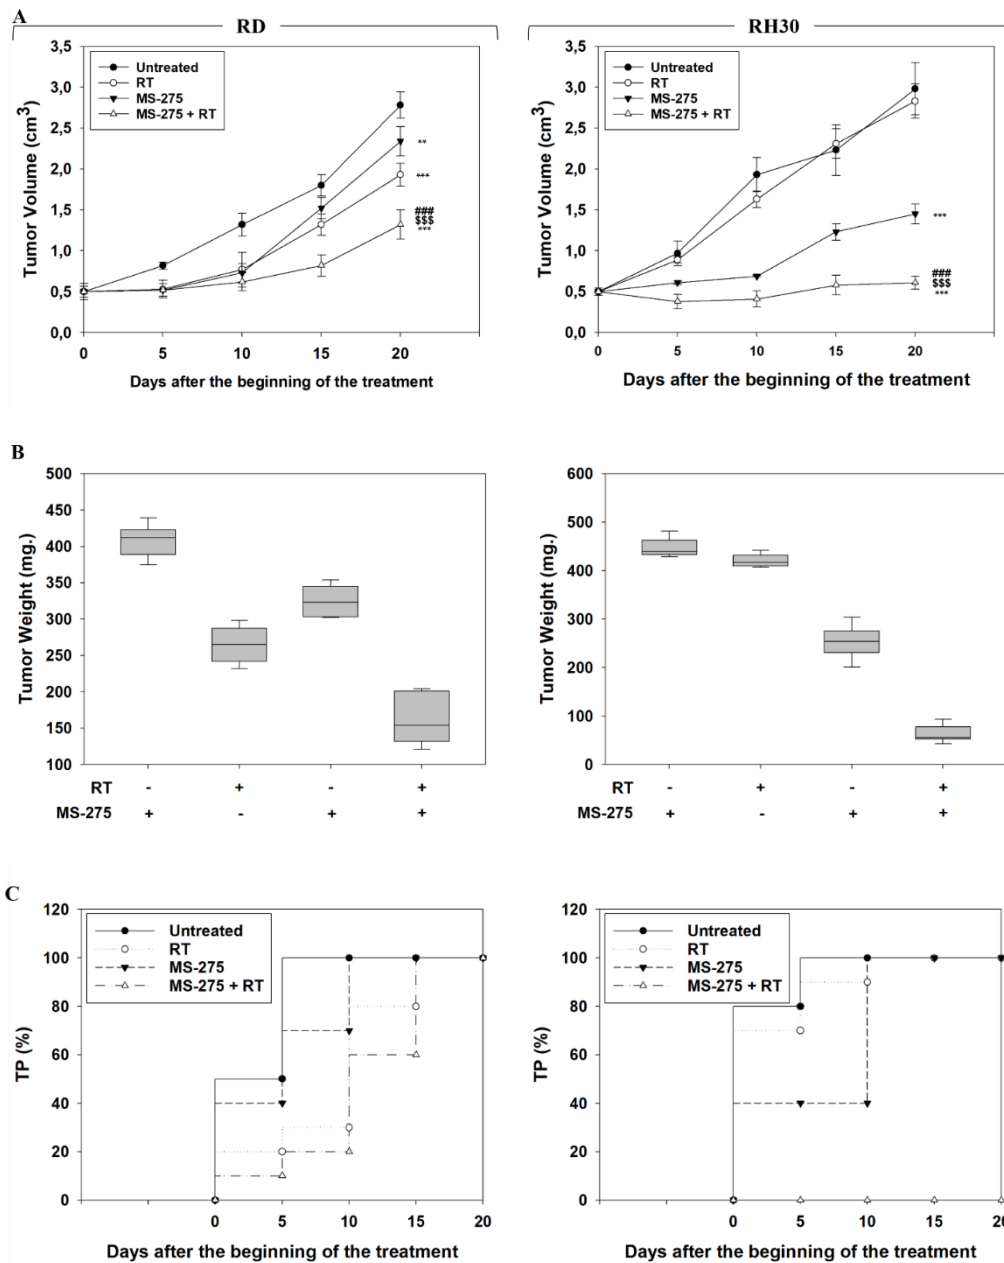 A
RD
RH30
Tumor Volume (cm3)
3,5
3,0
2,5
2,0
1,5
1,0
0,5
0,0
Untreated
RT
MS-275
MS-275 + RT
**
***
###
$$$
***
0 5 10 15 20
Days after the beginning of the treatment
Tumor Volume (cm3)
3,5
3,0
2,5
2,0
1,5
1,0
0,5
0,0
Untreated
RT
MS-275
MS-275 + RT
***
###
$$$
***
0 5 10 15 20
Days after the beginning of the treatment
B
Tumor Weight (mg.)
500
450
400
350
300
250
200
150
100
RT - + - +
MS-275 + - + +
Tumor Weight (mg.)
600
500
400
300
200
100
0
RT - + - +
MS-275 + - + +
C
TP (%)
120
100
80
60
40
20
0
Untreated
RT
MS-275
MS-275 + RT
0 5 10 15 20
Days after the beginning of the treatment
TP (%)
120
100
80
60
40
20
0
Untreated
RT
MS-275
MS-275 + RT
0 5 10 15 20
Days after the beginning of the treatment